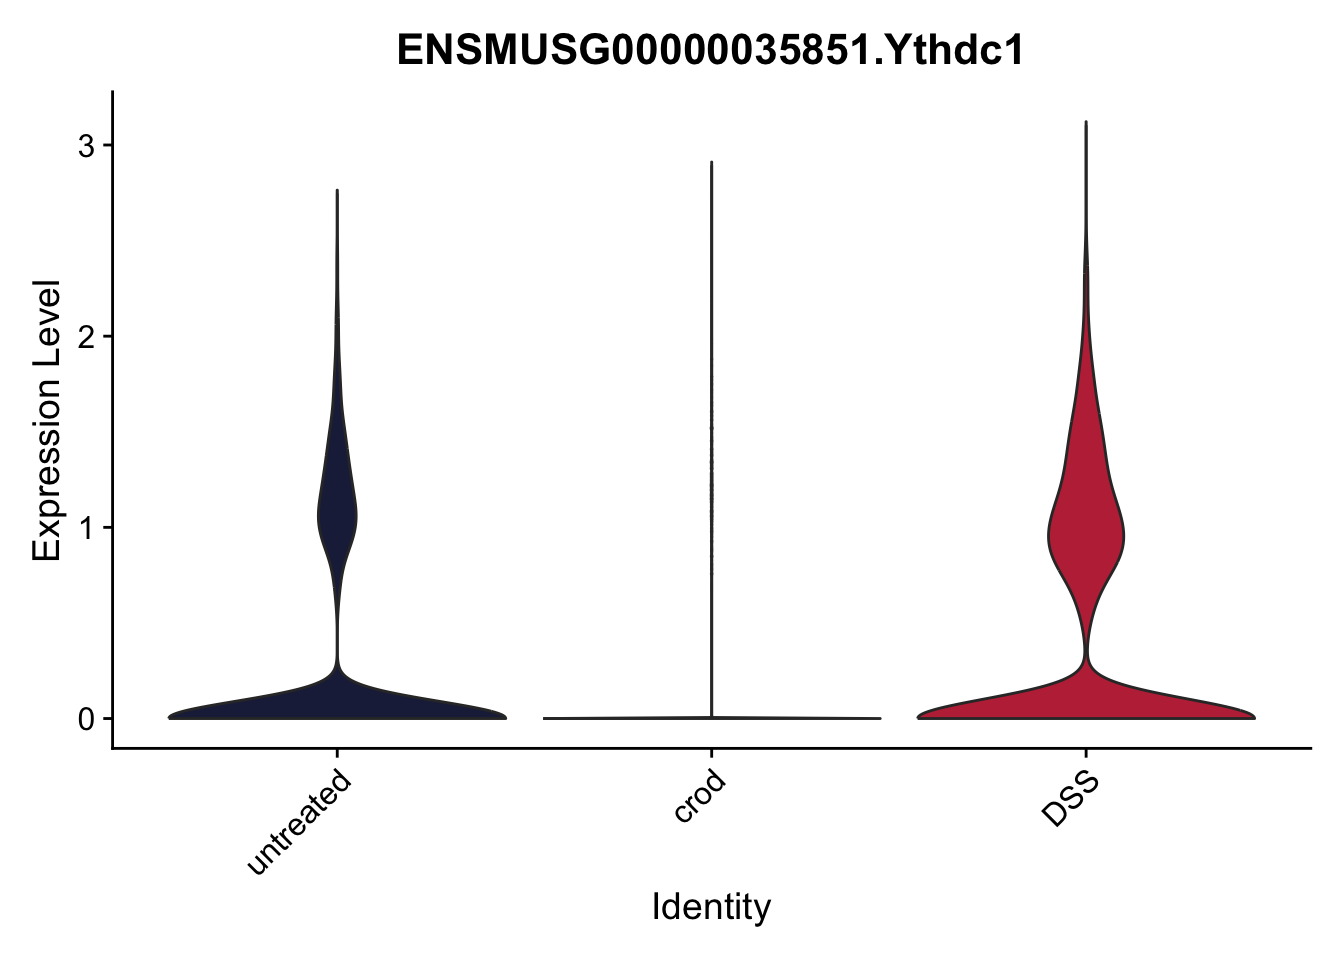 ENSMUSG00000035851.Ythdc1
Expression Level
3
2
1
0
untreated
crod
DSS
Identity